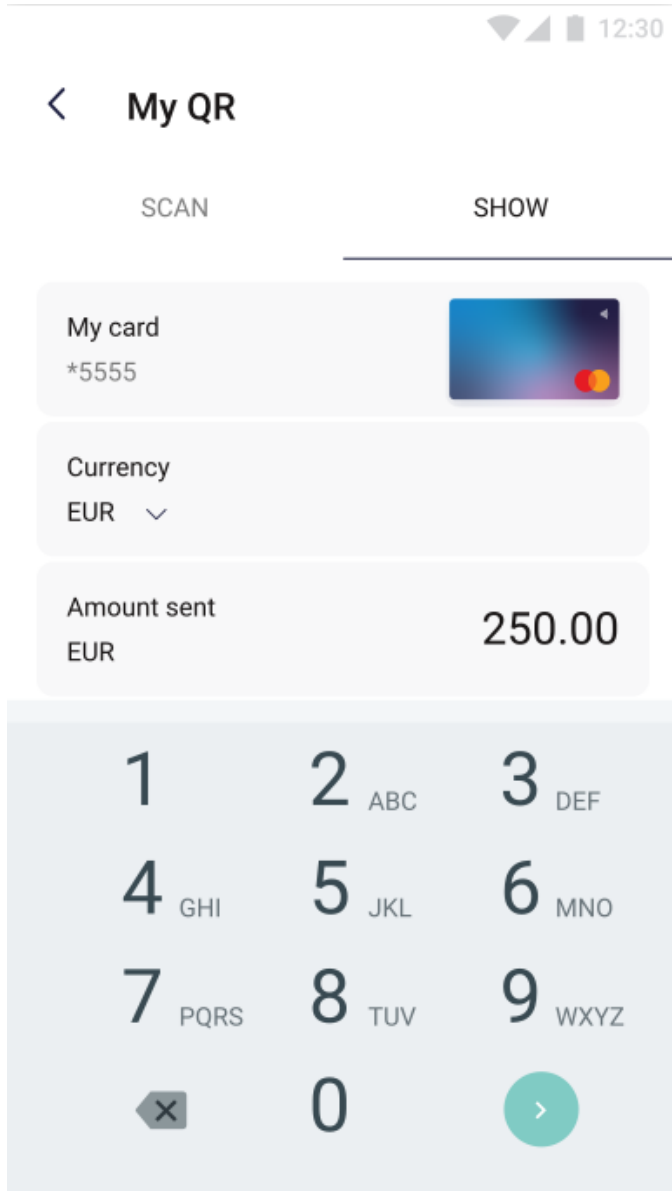 12:30
My QR
SCAN SHOW
My card
*5555
Currency
EUR
Amount sent
EUR
250.00
1 2 ABC 3 DEF
4 GHI 5 JKL 6 MNO
7 PQRS 8 TUV 9 WXYZ
0